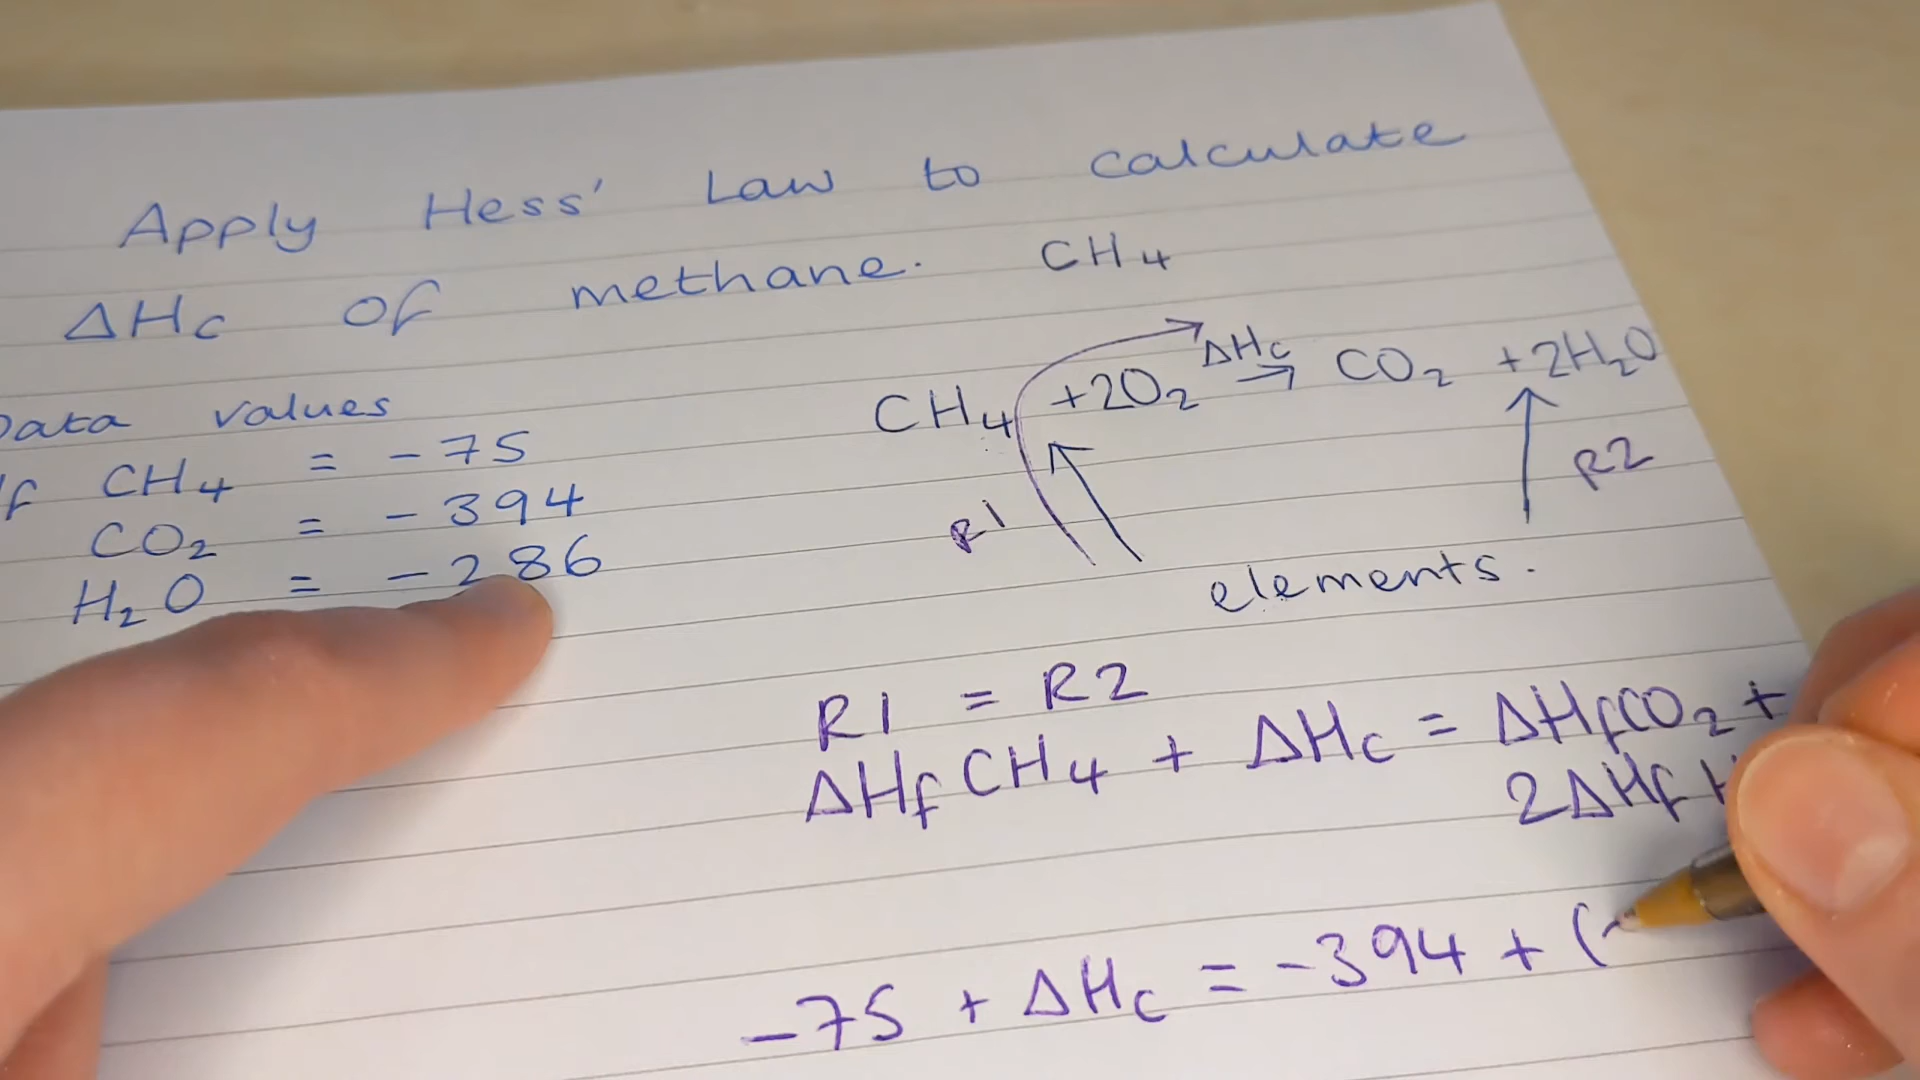 Apply Hess' Law to calculate
ΔHc of methane. CH4
Data values
f CH4 = -75
CO2 = -394
H2O = -286
CH4 +2O2 ΔHc → CO2 +2H2O
R1
R2
elements.
R1 = R2
ΔHf CH4 + ΔHc = ΔHfCO2 +
2ΔHf H
-75 + ΔHc = -394 + (